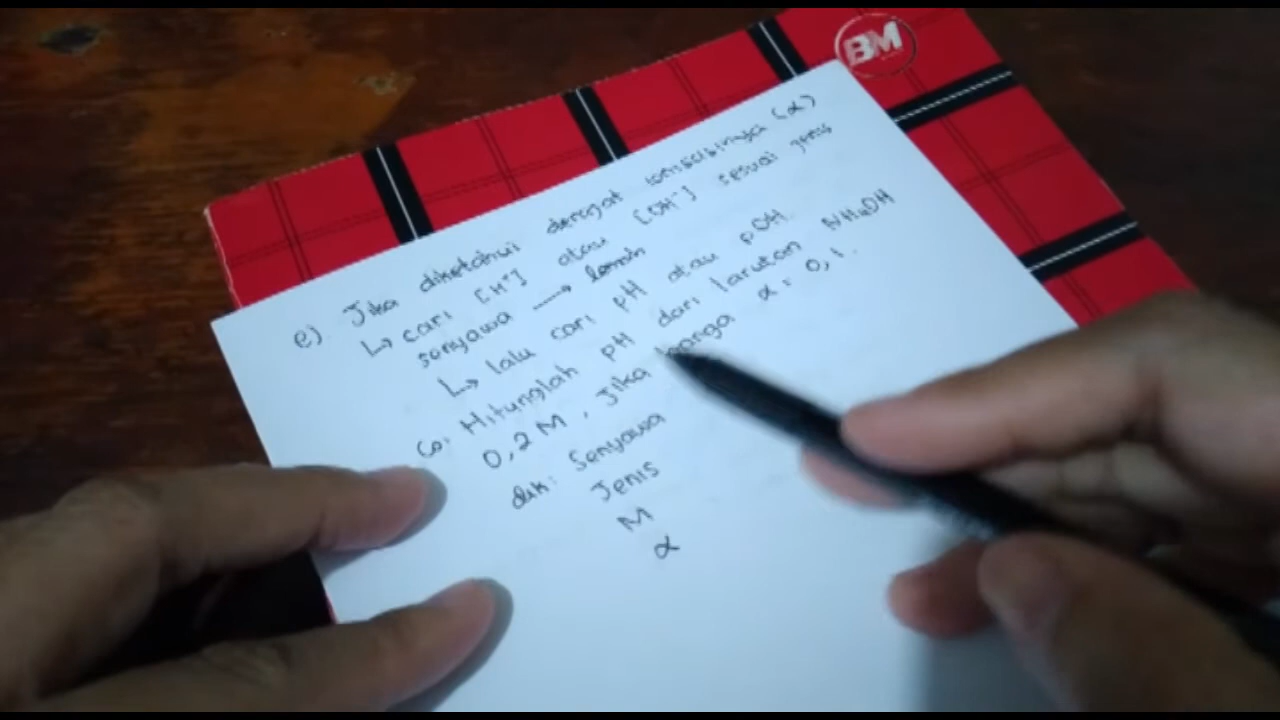 BM
e) Jika diketahui derajat ionisasinya (α)
↳ cari [H⁺] atau [OH⁻] sesuai jenis
senyawa → lemah
↳ lalu cari pH atau pOH.
Co: Hitunglah pH dari larutan NH4OH
0,2 M, Jika harga α = 0,1.
dik: Senyawa
Jenis
M
α